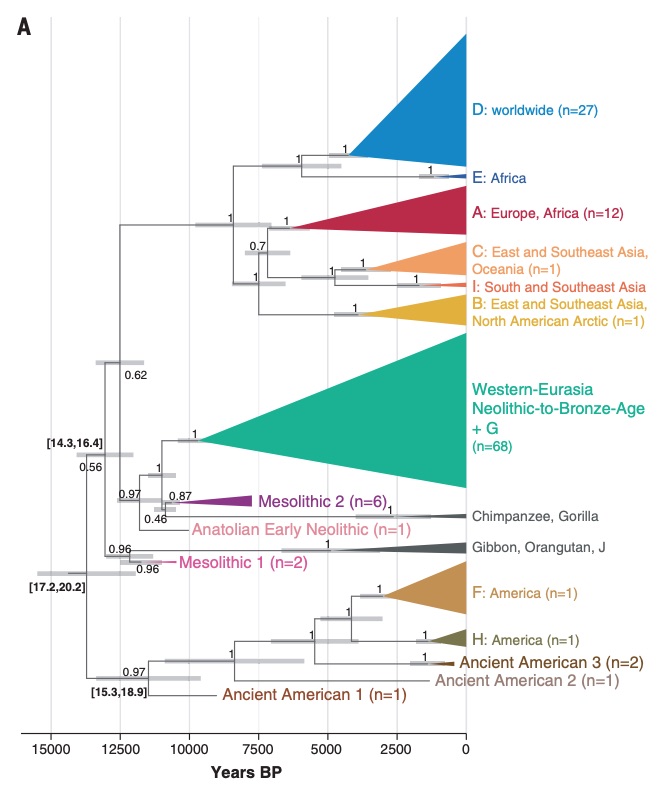 A
1
D: worldwide (n=27)
1
1
E: Africa
1
1
A: Europe, Africa (n=12)
0.7
1
C: East and Southeast Asia,
Oceania (n=1)
1
1
1
I: South and Southeast Asia
B: East and Southeast Asia,
North American Arctic (n=1)
1
0.62
Western-Eurasia
Neolithic-to-Bronze-Age
+ G
(n=68)
1
[14.3,16.4]
0.56
1
0.97
0.87
Mesolithic 2 (n=6)
0.46
1
Chimpanzee, Gorilla
Anatolian Early Neolithic (n=1)
0.96
1
Gibbon, Orangutan, J
0.96
Mesolithic 1 (n=2)
[17.2,20.2]
1
F: America (n=1)
1
1
1
H: America (n=1)
1
1
Ancient American 3 (n=2)
0.97
Ancient American 2 (n=1)
[15.3,18.9]
Ancient American 1 (n=1)
15000 12500 10000 7500 5000 2500 0
Years BP